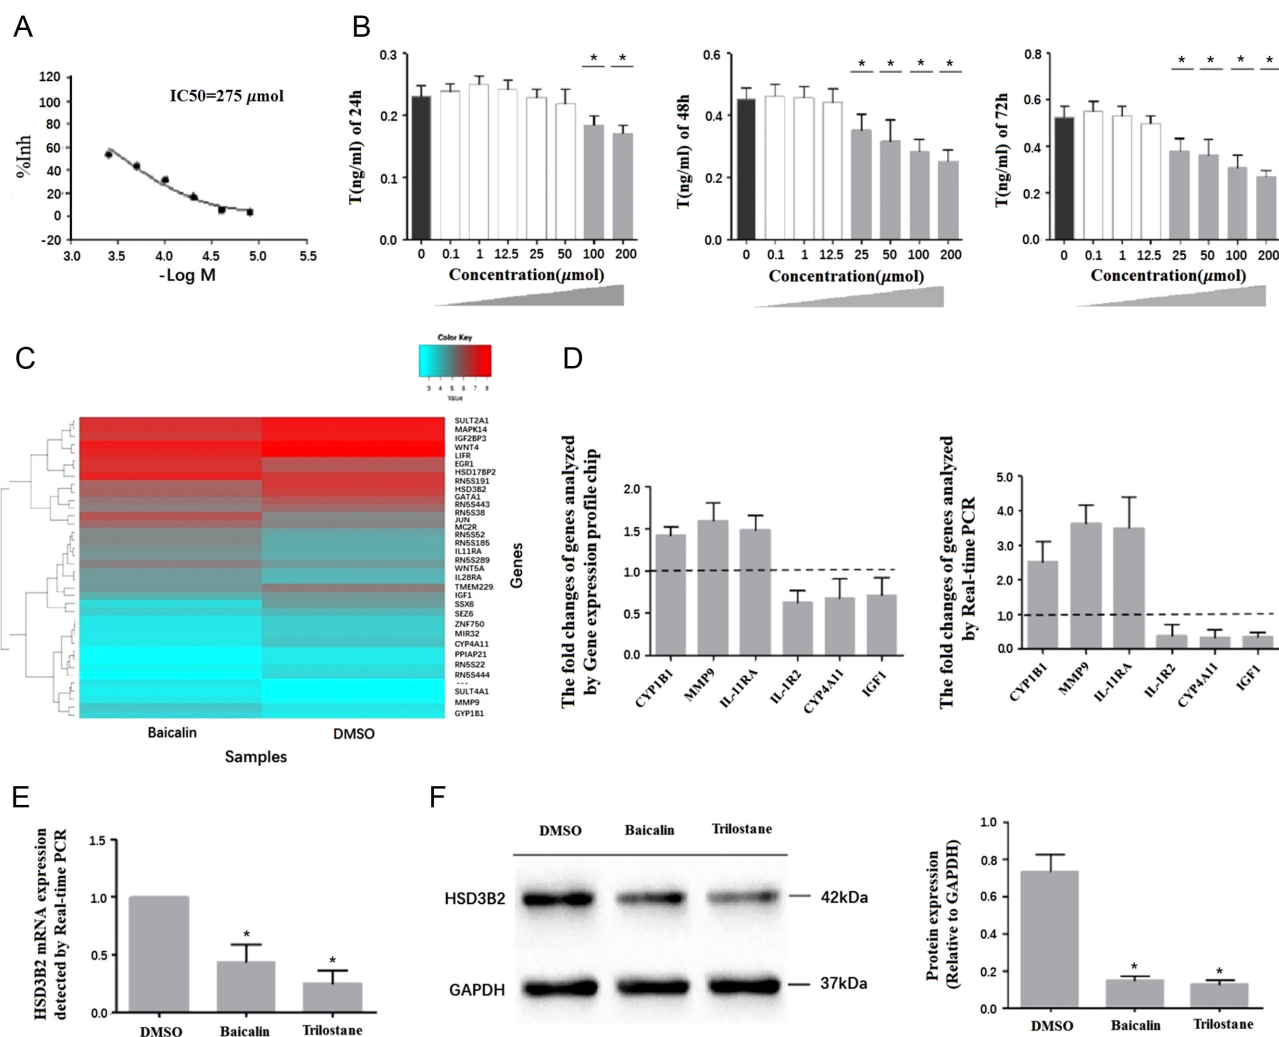 A
B
IC50=275 μmol
%Inh
120
100
80
60
40
20
0
-20
3.0 3.5 4.0 4.5 5.0 5.5
-Log M
T(ng/ml) of 24h
0.3
0.2
0.1
0.0
* *
0 0.1 1 12.5 25 50 100 200
Concentration(μmol)
T(ng/ml) of 48h
0.6
0.4
0.2
0.0
* * * *
0 0.1 1 12.5 25 50 100 200
Concentration(μmol)
T(ng/ml) of 72h
0.8
0.6
0.4
0.2
0.0
* * * *
0 0.1 1 12.5 25 50 100 200
Concentration(μmol)
C
Color Key
3 4 5 6 7 8
Value
SULT2A1
MAPK14
IGF2BP3
WNT4
LIFR
EGR1
HSD17BP2
RN5S191
HSD3B2
GATA1
RN5S443
RN5S38
JUN
MC2R
RN5S52
RN5S185
IL11RA
RN5S289
WNT5A
IL28RA
TMEM229
IGF1
SSX6
SEZ6
ZNF750
MIR32
CYP4A11
PPIAP21
RN5S22
RN5S444
---
SULT4A1
MMP9
GYP1B1
Genes
Baicalin DMSO
Samples
D
The fold changes of genes analyzed
by Gene expression profile chip
2.0
1.5
1.0
0.5
0.0
CYP1B1 MMP9 IL-11RA IL-1R2 CYP4A11 IGF1
The fold changes of genes analyzed
by Real-time PCR
5.0
4.0
3.0
2.0
1.0
0.0
CYP1B1 MMP9 IL-11RA IL-1R2 CYP4A11 IGF1
E
HSD3B2 mRNA expression
detected by Real-time PCR
1.5
1.0
0.5
0.0
* *
DMSO Baicalin Trilostane
F
DMSO Baicalin Trilostane
HSD3B2 42kDa
GAPDH 37kDa
Protein expression
(Relative to GAPDH)
1.0
0.8
0.6
0.4
0.2
0.0
* *
DMSO Baicalin Trilostane